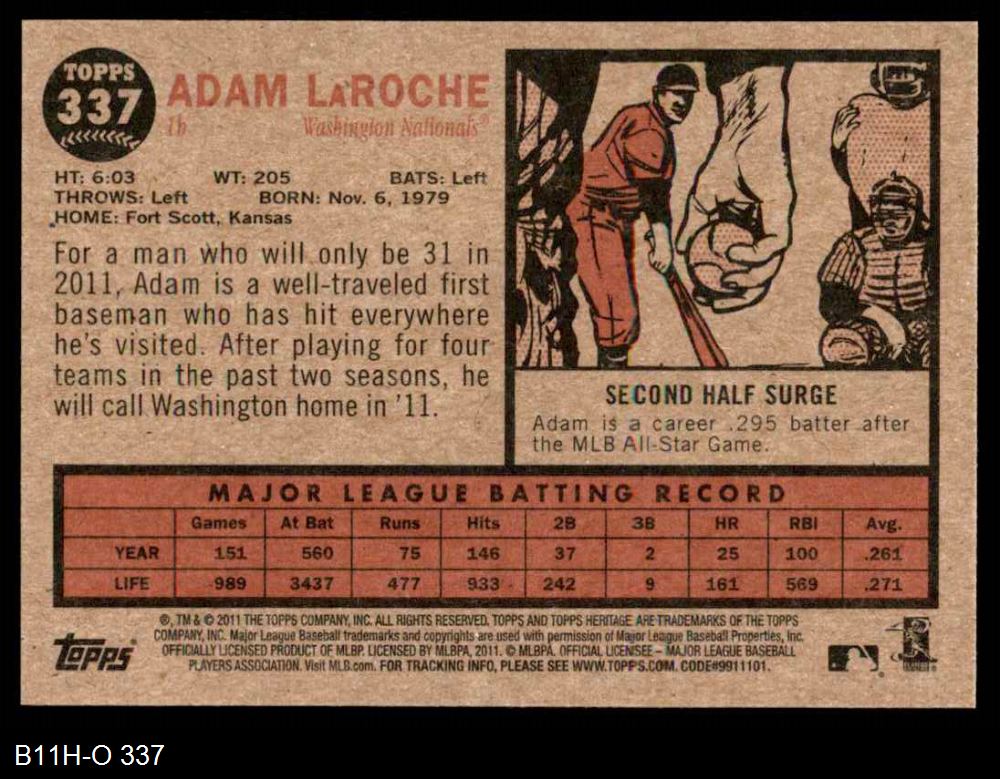 TOPPS
337
ADAM LaROCHE
1b Washington Nationals®
HT: 6:03 WT: 205 BATS: Left
THROWS: Left BORN: Nov. 6, 1979
HOME: Fort Scott, Kansas
For a man who will only be 31 in
2011, Adam is a well-traveled first
baseman who has hit everywhere
he's visited. After playing for four
teams in the past two seasons, he
will call Washington home in '11.
SECOND HALF SURGE
Adam is a career .295 batter after
the MLB All-Star Game.
MAJOR LEAGUE BATTING RECORD
Games At Bat Runs Hits 2B 3B HR RBI Avg.
YEAR 151 560 75 146 37 2 25 100 .261
LIFE 989 3437 477 933 242 9 161 569 .271
®, TM & © 2011 THE TOPPS COMPANY, INC. ALL RIGHTS RESERVED. TOPPS AND TOPPS HERITAGE ARE TRADEMARKS OF THE TOPPS
COMPANY, INC. Major League Baseball trademarks and copyrights are used with permission of Major League Baseball Properties, Inc.
OFFICIALLY LICENSED PRODUCT OF MLBP. LICENSED BY MLBPA, 2011. © MLBPA. OFFICIAL LICENSEE – MAJOR LEAGUE BASEBALL
PLAYERS ASSOCIATION. Visit MLB.com. FOR TRACKING INFO, PLEASE SEE WWW.TOPPS.COM. CODE#9911101.
Topps®
B11H-O 337